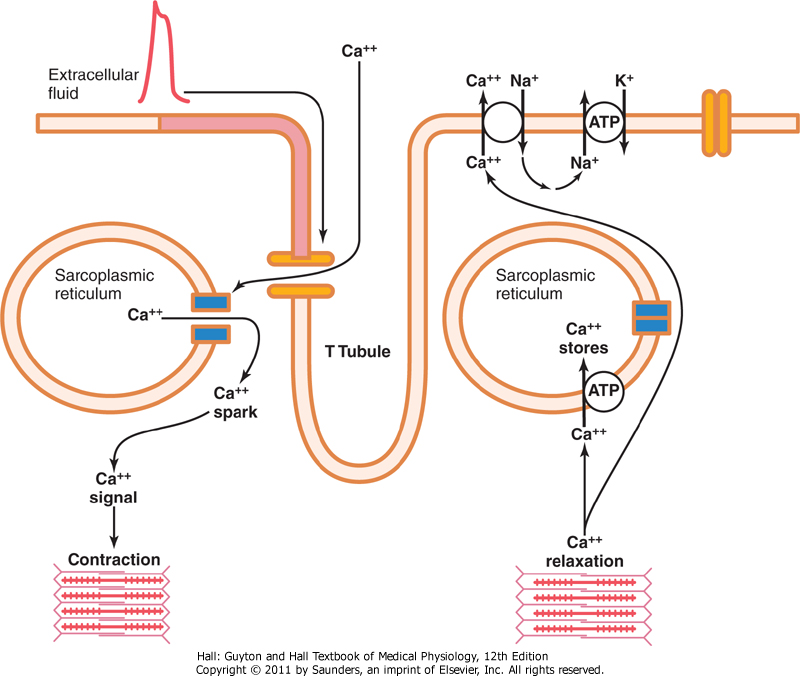 Extracellular
fluid
Ca++
Ca++
Na+
K+
ATP
Ca++
Na+
Sarcoplasmic
reticulum
Ca++
T Tubule
Ca++
spark
Ca++
signal
Contraction
Sarcoplasmic
reticulum
Ca++
stores
ATP
Ca++
Ca++
relaxation
Hall: Guyton and Hall Textbook of Medical Physiology, 12th Edition
Copyright © 2011 by Saunders, an imprint of Elsevier, Inc. All rights reserved.